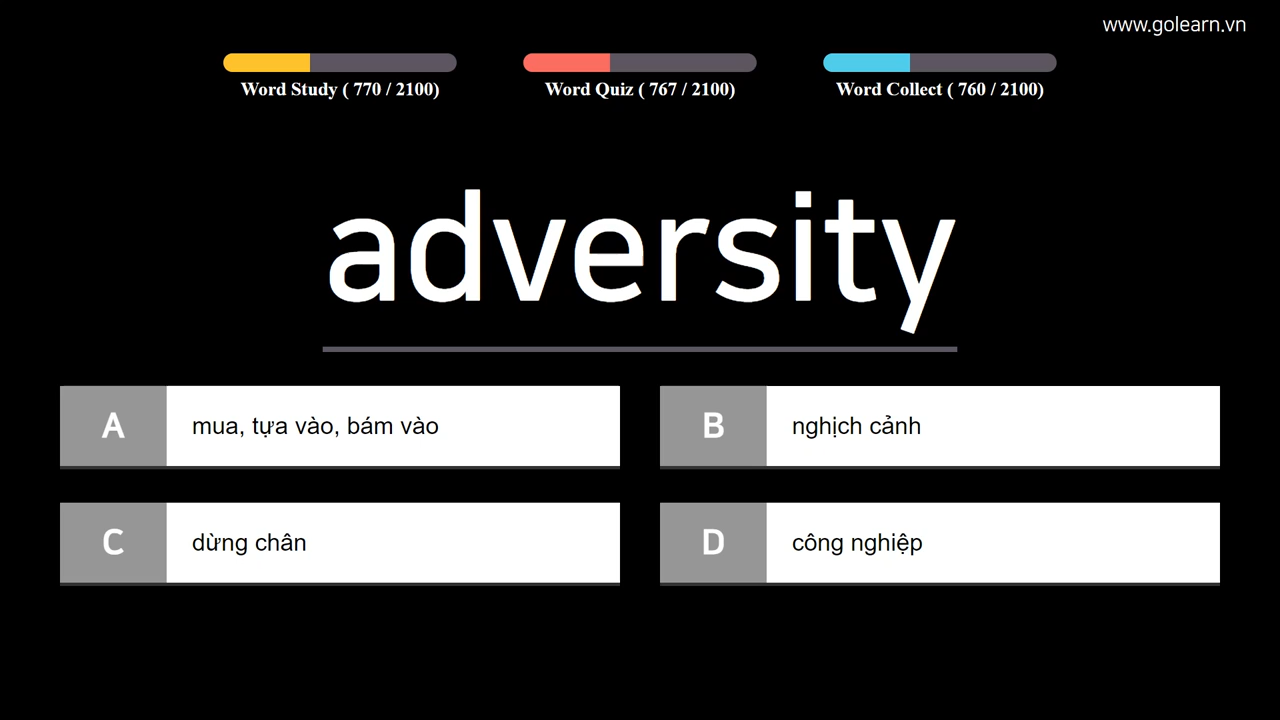 www.golearn.vn
Word Study ( 770 / 2100)
Word Quiz ( 767 / 2100)
Word Collect ( 760 / 2100)
adversity
A mua, tựa vào, bám vào
B nghịch cảnh
C dừng chân
D công nghiệp